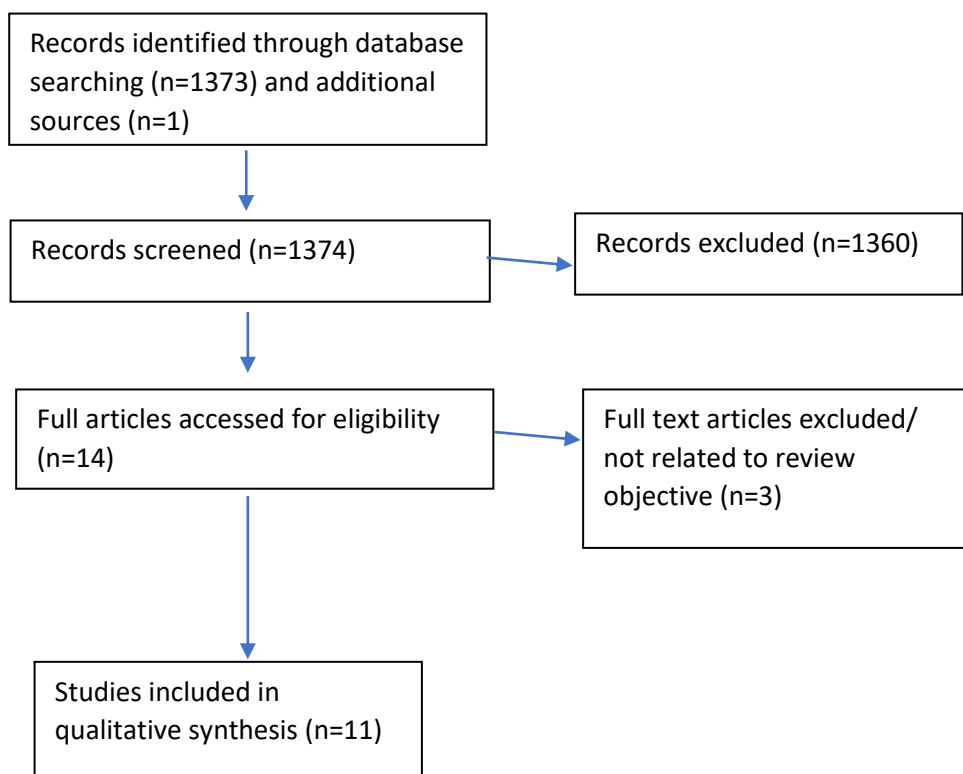 Records identified through database
searching (n=1373) and additional
sources (n=1)
Records screened (n=1374)
Records excluded (n=1360)
Full articles accessed for eligibility
(n=14)
Full text articles excluded/
not related to review
objective (n=3)
Studies included in
qualitative synthesis (n=11)